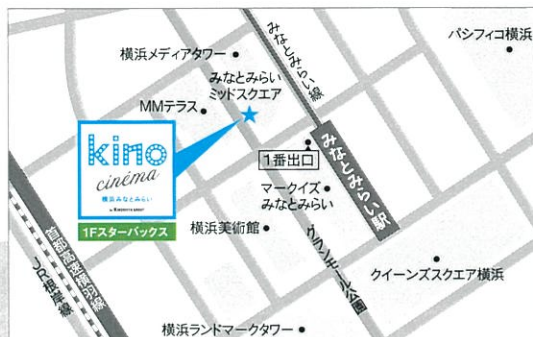 横浜メディアタワー
みなとみらい線
パシフィコ横浜
みなとみらい
ミッドスクエア
MMテラス
kino
cinéma
横浜みなとみらい
1番出口
みなとみらい駅
マークイズ
みなとみらい
1Fスターバックス
横浜美術館
グランモール公園
首都高速横羽線
JR根岸線
クイーンズスクエア横浜
横浜ランドマークタワー